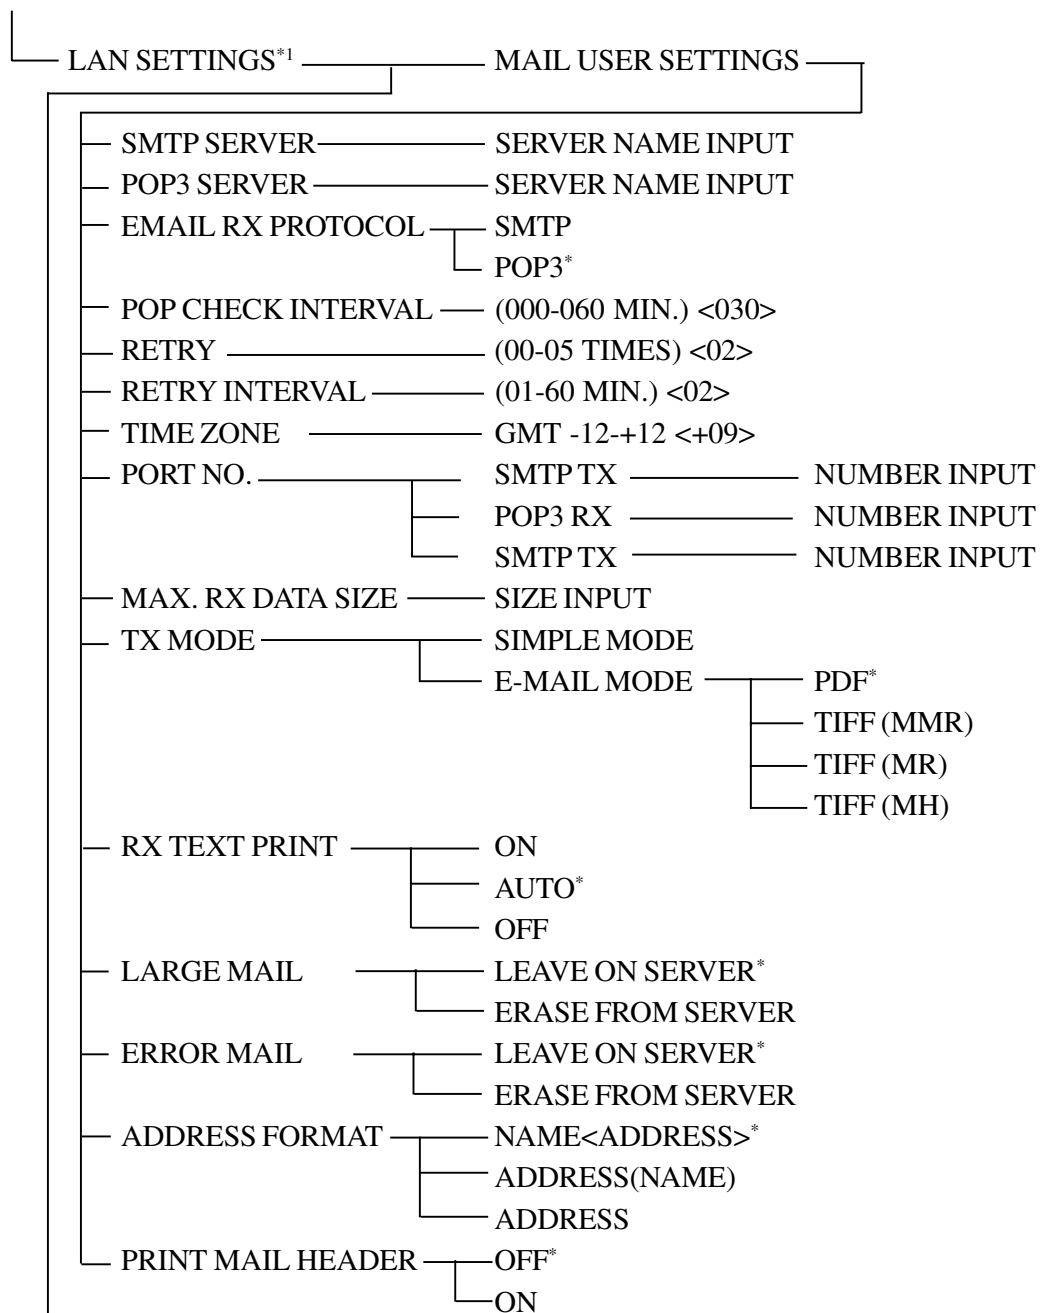 LAN SETTINGS*1 MAIL USER SETTINGS
SMTP SERVER SERVER NAME INPUT
POP3 SERVER SERVER NAME INPUT
EMAIL RX PROTOCOL SMTP
POP3*
POP CHECK INTERVAL (000-060 MIN.) <030>
RETRY (00-05 TIMES) <02>
RETRY INTERVAL (01-60 MIN.) <02>
TIME ZONE GMT -12-+12 <+09>
PORT NO. SMTP TX NUMBER INPUT
POP3 RX NUMBER INPUT
SMTP TX NUMBER INPUT
MAX. RX DATA SIZE SIZE INPUT
TX MODE SIMPLE MODE
E-MAIL MODE PDF*
TIFF (MMR)
TIFF (MR)
TIFF (MH)
RX TEXT PRINT ON
AUTO*
OFF
LARGE MAIL LEAVE ON SERVER*
ERASE FROM SERVER
ERROR MAIL LEAVE ON SERVER*
ERASE FROM SERVER
ADDRESS FORMAT NAME<ADDRESS>*
ADDRESS(NAME)
ADDRESS
PRINT MAIL HEADER OFF*
ON